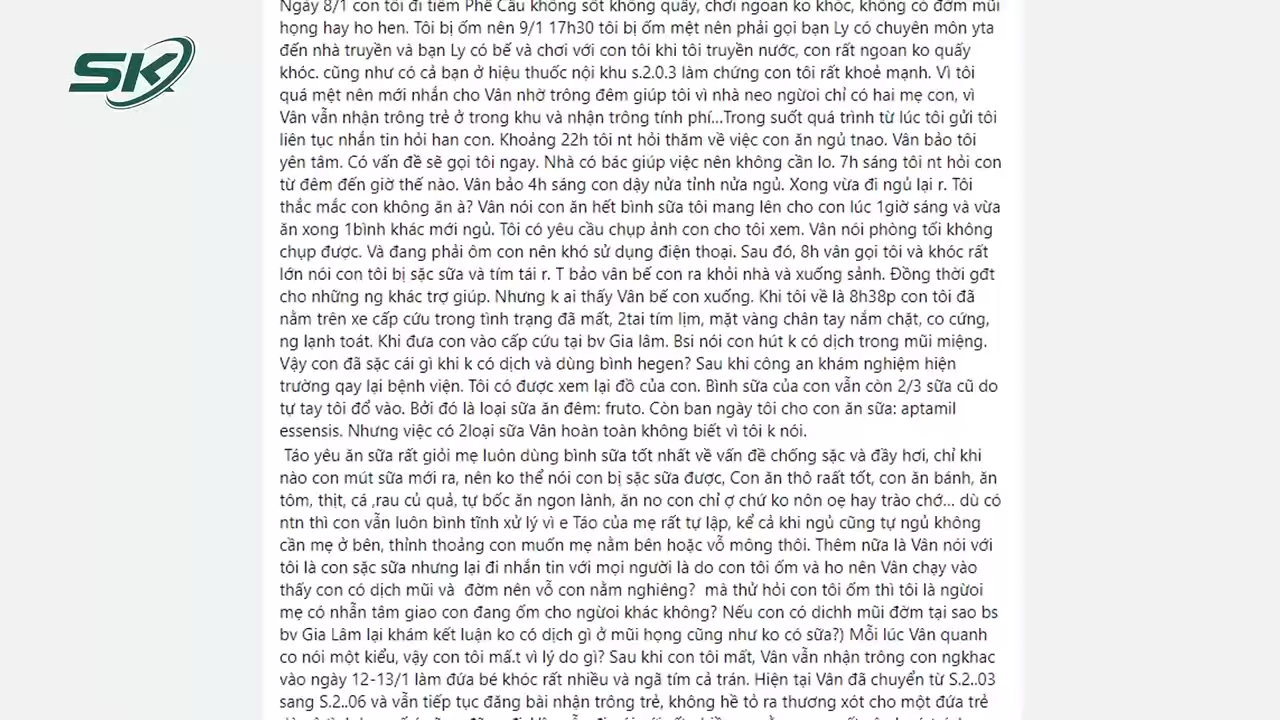 Ngày 8/1 con tôi đi tiêm Phế Cầu không sốt không quấy, chơi ngoan ko khóc, không có đờm mũi
SK
họng hay ho hen. Tôi bị ốm nên 9/1 17h30 tôi bị ốm mệt nên phải gọi bạn Ly có chuyên môn yta
đến nhà truyền và bạn Ly có bế và chơi với con tôi khi tôi truyền nước, con rất ngoan ko quấy
khóc. cũng như có cả bạn ở hiệu thuốc nội khu s.2.0.3 làm chứng con tôi rất khoẻ mạnh. Vì tôi
quá mệt nên mới nhắn cho Vân nhờ trông đêm giúp tôi vì nhà neo ngừoi chỉ có hai mẹ con, vì
Vân vẫn nhận trông trẻ ở trong khu và nhận trông tính phí...Trong suốt quá trình từ lúc tôi gửi tôi
liên tục nhắn tin hỏi han con. Khoảng 22h tôi nt hỏi thăm về việc con ăn ngủ tnao. Vân bảo tôi
yên tâm. Có vấn đề sẽ gọi tôi ngay. Nhà có bác giúp việc nên không cần lo. 7h sáng tôi nt hỏi con
từ đêm đến giờ thế nào. Vân bảo 4h sáng con dậy nửa tỉnh nửa ngủ. Xong vừa đi ngủ lại r. Tôi
thắc mắc con không ăn à? Vân nói con ăn hết bình sữa tôi mang lên cho con lúc 1giờ sáng và vừa
ăn xong 1bình khác mới ngủ. Tôi có yêu cầu chụp ảnh con cho tôi xem. Vân nói phòng tối không
chụp được. Và đang phải ôm con nên khó sử dụng điện thoại. Sau đó, 8h vân gọi tôi và khóc rất
lớn nói con tôi bị sặc sữa và tím tái r. T bảo vân bế con ra khỏi nhà và xuống sảnh. Đồng thời gđt
cho những ng khác trợ giúp. Nhưng k ai thấy Vân bế con xuống. Khi tôi về là 8h38p con tôi đã
nằm trên xe cấp cứu trong tình trạng đã mất, 2tai tím lịm, mặt vàng chân tay nắm chặt, co cứng,
ng lạnh toát. Khi đưa con vào cấp cứu tại bv Gia lâm. Bsi nói con hút k có dịch trong mũi miệng.
Vậy con đã sặc cái gì khi k có dịch và dùng bình hegen? Sau khi công an khám nghiệm hiện
trường qay lại bệnh viện. Tôi có được xem lại đồ của con. Bình sữa của con vẫn còn 2/3 sữa cũ do
tự tay tôi đổ vào. Bởi đó là loại sữa ăn đêm: fruto. Còn ban ngày tôi cho con ăn sữa: aptamil
essensis. Nhưng việc có 2loại sữa Vân hoàn toàn không biết vì tôi k nói.
Táo yêu ăn sữa rất giỏi mẹ luôn dùng bình sữa tốt nhất về vấn đề chống sặc và đầy hơi, chỉ khi
nào con mút sữa mới ra, nên ko thể nói con bị sặc sữa được, Con ăn thô raất tốt, con ăn bánh, ăn
tôm, thịt, cá ,rau củ quả, tự bốc ăn ngon lành, ăn no con chỉ ợ chứ ko nôn oẹ hay trào chớ... dù có
ntn thì con vẫn luôn bình tĩnh xử lý vì e Táo của mẹ rất tự lập, kể cả khi ngủ cũng tự ngủ không
cần mẹ ở bên, thỉnh thoảng con muốn mẹ nằm bên hoặc vỗ mông thôi. Thêm nữa là Vân nói với
tôi là con sặc sữa nhưng lại đi nhắn tin với mọi người là do con tôi ốm và ho nên Vân chạy vào
thấy con có dịch mũi và đờm nên vỗ con nằm nghiêng? mà thử hỏi con tôi ốm thì tôi là ngừoi
mẹ có nhẫn tâm giao con đang ốm cho ngừoi khác không? Nếu con có dichh mũi đờm tại sao bs
bv Gia Lâm lại khám kết luận ko có dịch gì ở mũi họng cũng như ko có sữa?) Mỗi lúc Vân quanh
co nói một kiểu, vậy con tôi mấ.t vì lý do gì? Sau khi con tôi mất, Vân vẫn nhận trông con ngkhac
vào ngày 12-13/1 làm đứa bé khóc rất nhiều và ngã tím cả trán. Hiện tại Vân đã chuyển từ S.2..03
sang S.2..06 và vẫn tiếp tục đăng bài nhận trông trẻ, không hề tỏ ra thương xót cho một đứa trẻ